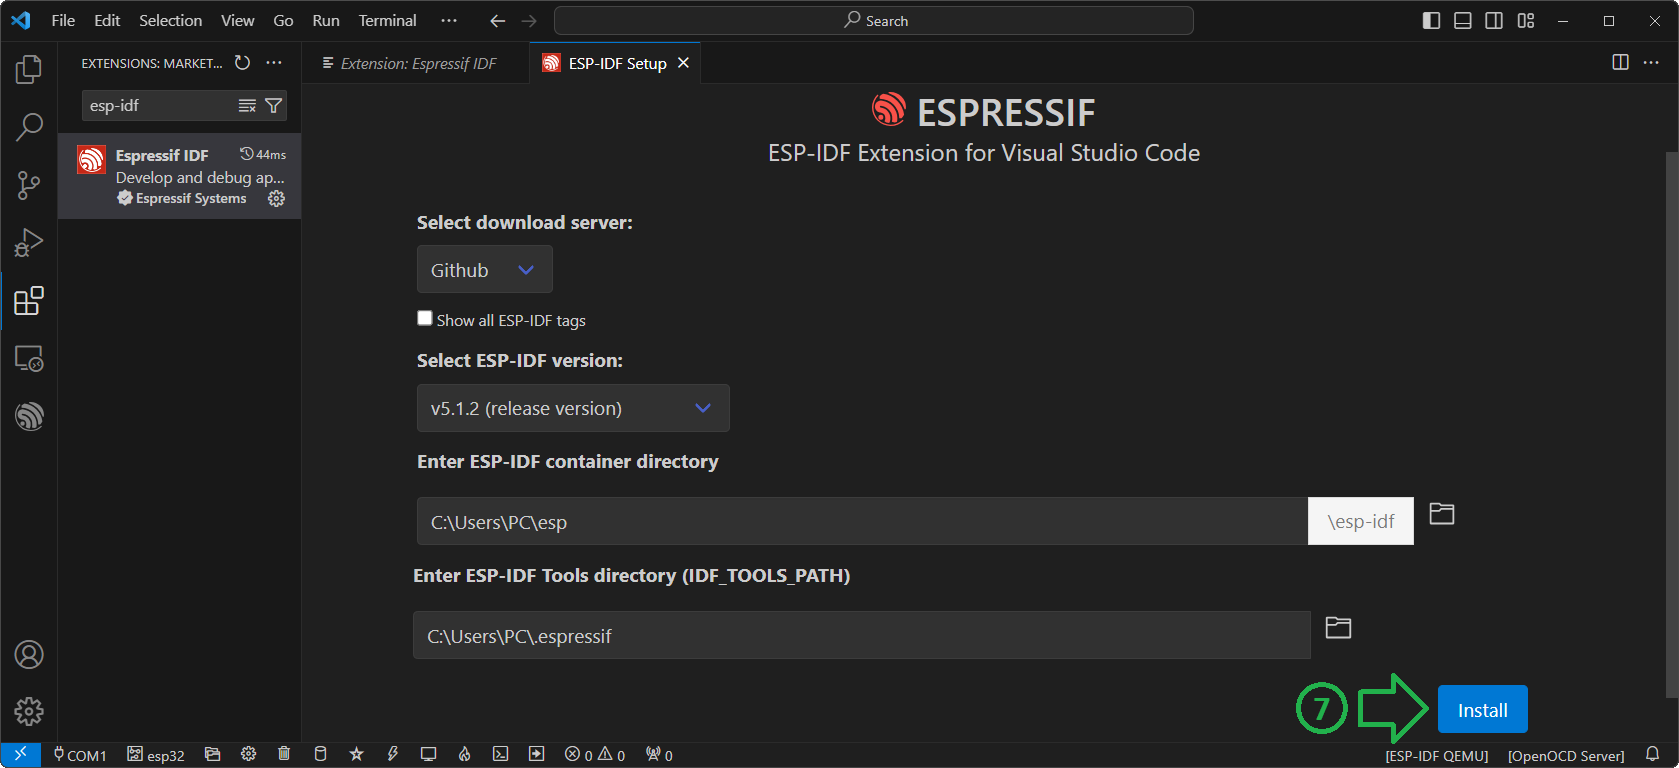 File Edit Selection View Go Run Terminal ··· Search
EXTENSIONS: MARKET...
Extension: Espressif IDF
ESP-IDF Setup
esp-idf
Espressif IDF 44ms
Develop and debug ap...
Espressif Systems
ESPRESSIF
ESP-IDF Extension for Visual Studio Code
Select download server:
Github
Show all ESP-IDF tags
Select ESP-IDF version:
v5.1.2 (release version)
Enter ESP-IDF container directory
C:\Users\PC\esp \esp-idf
Enter ESP-IDF Tools directory (IDF_TOOLS_PATH)
C:\Users\PC\.espressif
7 Install
COM1 esp32 0 0 0 [ESP-IDF QEMU] [OpenOCD Server]